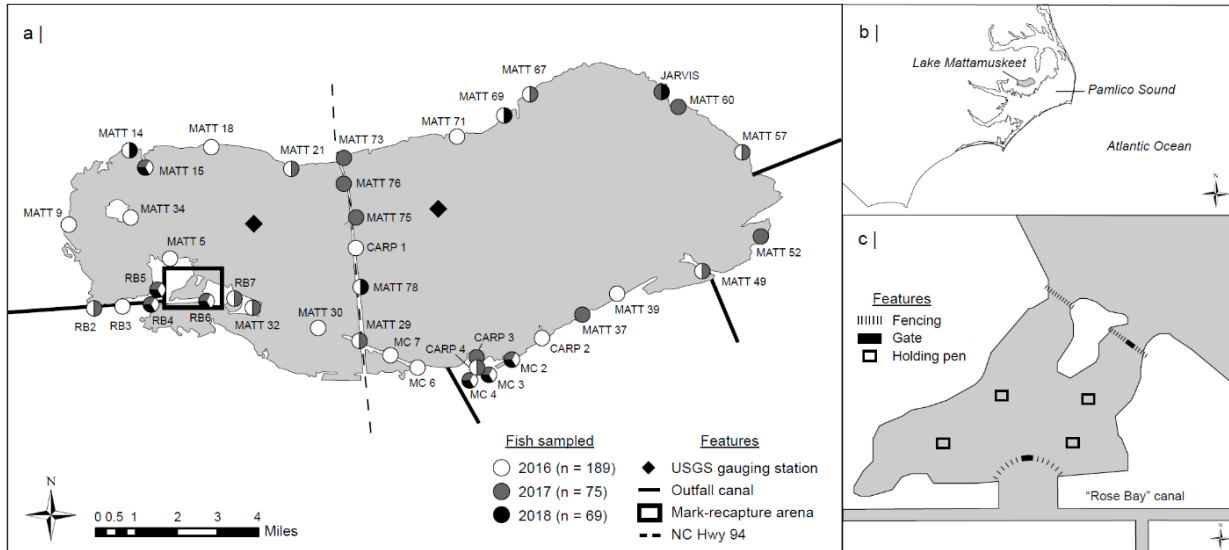 a |
MATT 67
JARVIS
MATT 69
MATT 60
MATT 71
MATT 14
MATT 18
MATT 73
MATT 57
MATT 21
MATT 15
MATT 76
MATT 9
MATT 34
MATT 75
MATT 52
CARP 1
MATT 5
MATT 49
RB5
RB7
MATT 78
RB2
RB3
RB4
RB6
MATT 32
MATT 30
MATT 29
MATT 39
MATT 37
MC 7
CARP 3
CARP 4
CARP 2
MC 6
MC 2
MC 3
MC 4
Fish sampled
2016 (n = 189)
2017 (n = 75)
2018 (n = 69)
Features
USGS gauging station
Outfall canal
Mark-recapture arena
NC Hwy 94
N
0 0.5 1 2 3 4
Miles
b |
Lake Mattamuskeet
Pamlico Sound
Atlantic Ocean
N
c |
Features
Fencing
Gate
Holding pen
"Rose Bay" canal
N